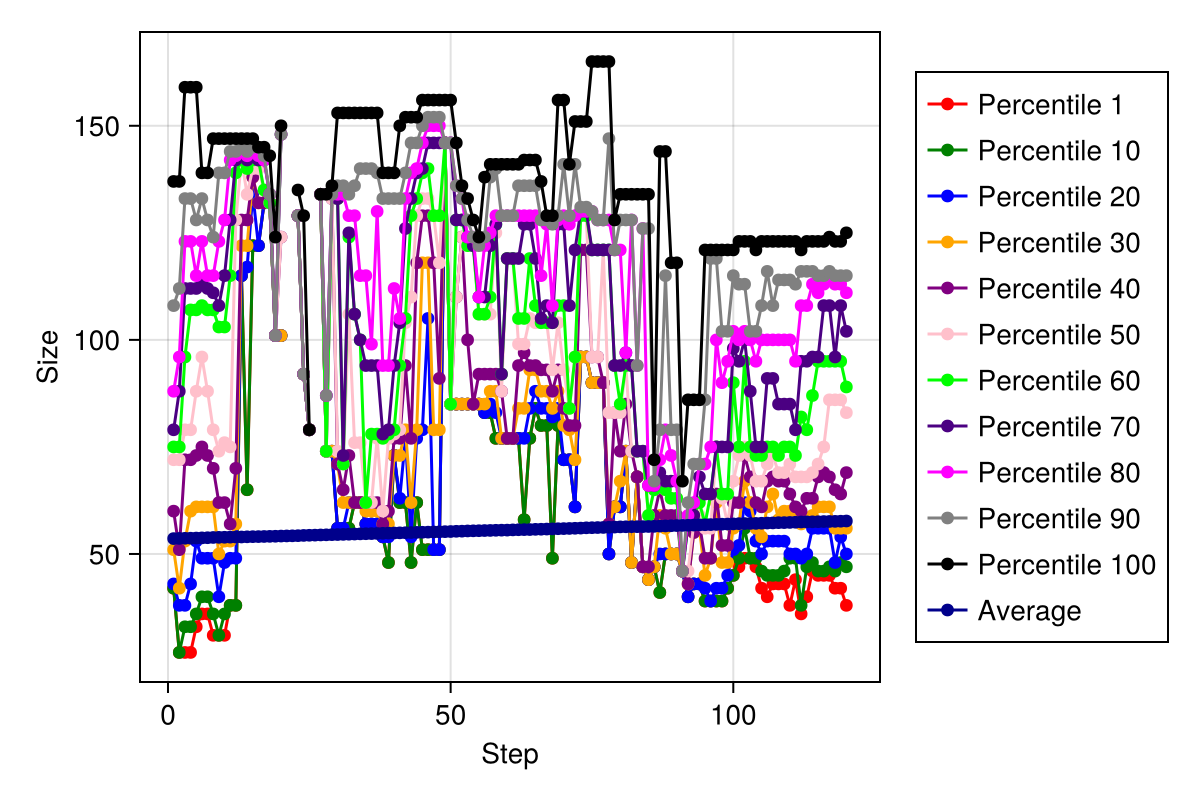 150
100
50
Size
0
50
100
Step
Percentile 1
Percentile 10
Percentile 20
Percentile 30
Percentile 40
Percentile 50
Percentile 60
Percentile 70
Percentile 80
Percentile 90
Percentile 100
Average